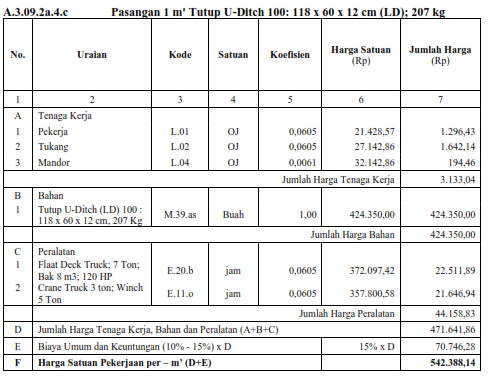 A.3.09.2a.4.c Pasangan 1 m' Tutup U-Ditch 100: 118 x 60 x 12 cm (LD); 207 kg
No. Uraian Kode Satuan Koefisien Harga Satuan (Rp) Jumlah Harga (Rp)
1 2 3 4 5 6 7
A Tenaga Kerja
1 Pekerja L.01 OJ 0,0605 21.428,57 1.296,43
2 Tukang L.02 OJ 0,0605 27.142,86 1.642,14
3 Mandor L.04 OJ 0,0061 32.142,86 194,46
Jumlah Harga Tenaga Kerja 3.133,04
B Bahan
1 Tutup U-Ditch (LD) 100 :
118 x 60 x 12 cm, 207 Kg M.39.as Buah 1,00 424.350,00 424.350,00
Jumlah Harga Bahan 424.350,00
C Peralatan
1 Flaat Deck Truck; 7 Ton;
Bak 8 m3; 120 HP E.20.b jam 0,0605 372.097,42 22.511,89
2 Crane Truck 3 ton; Winch
5 Ton E.11.o jam 0,0605 357.800,58 21.646,94
Jumlah Harga Peralatan 44.158,83
D Jumlah Harga Tenaga Kerja, Bahan dan Peralatan (A+B+C) 471.641,86
E Biaya Umum dan Keuntungan (10% - 15%) x D 15% x D 70.746,28
F Harga Satuan Pekerjaan per – m' (D+E) 542.388,14